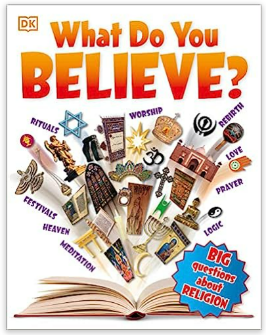 DK
What Do You
BELIEVE?
RITUALS
WORSHIP
REBIRTH
LOVE
PRAYER
FESTIVALS
HEAVEN
MEDITATION
LOGIC
BIG
questions
about
RELIGION